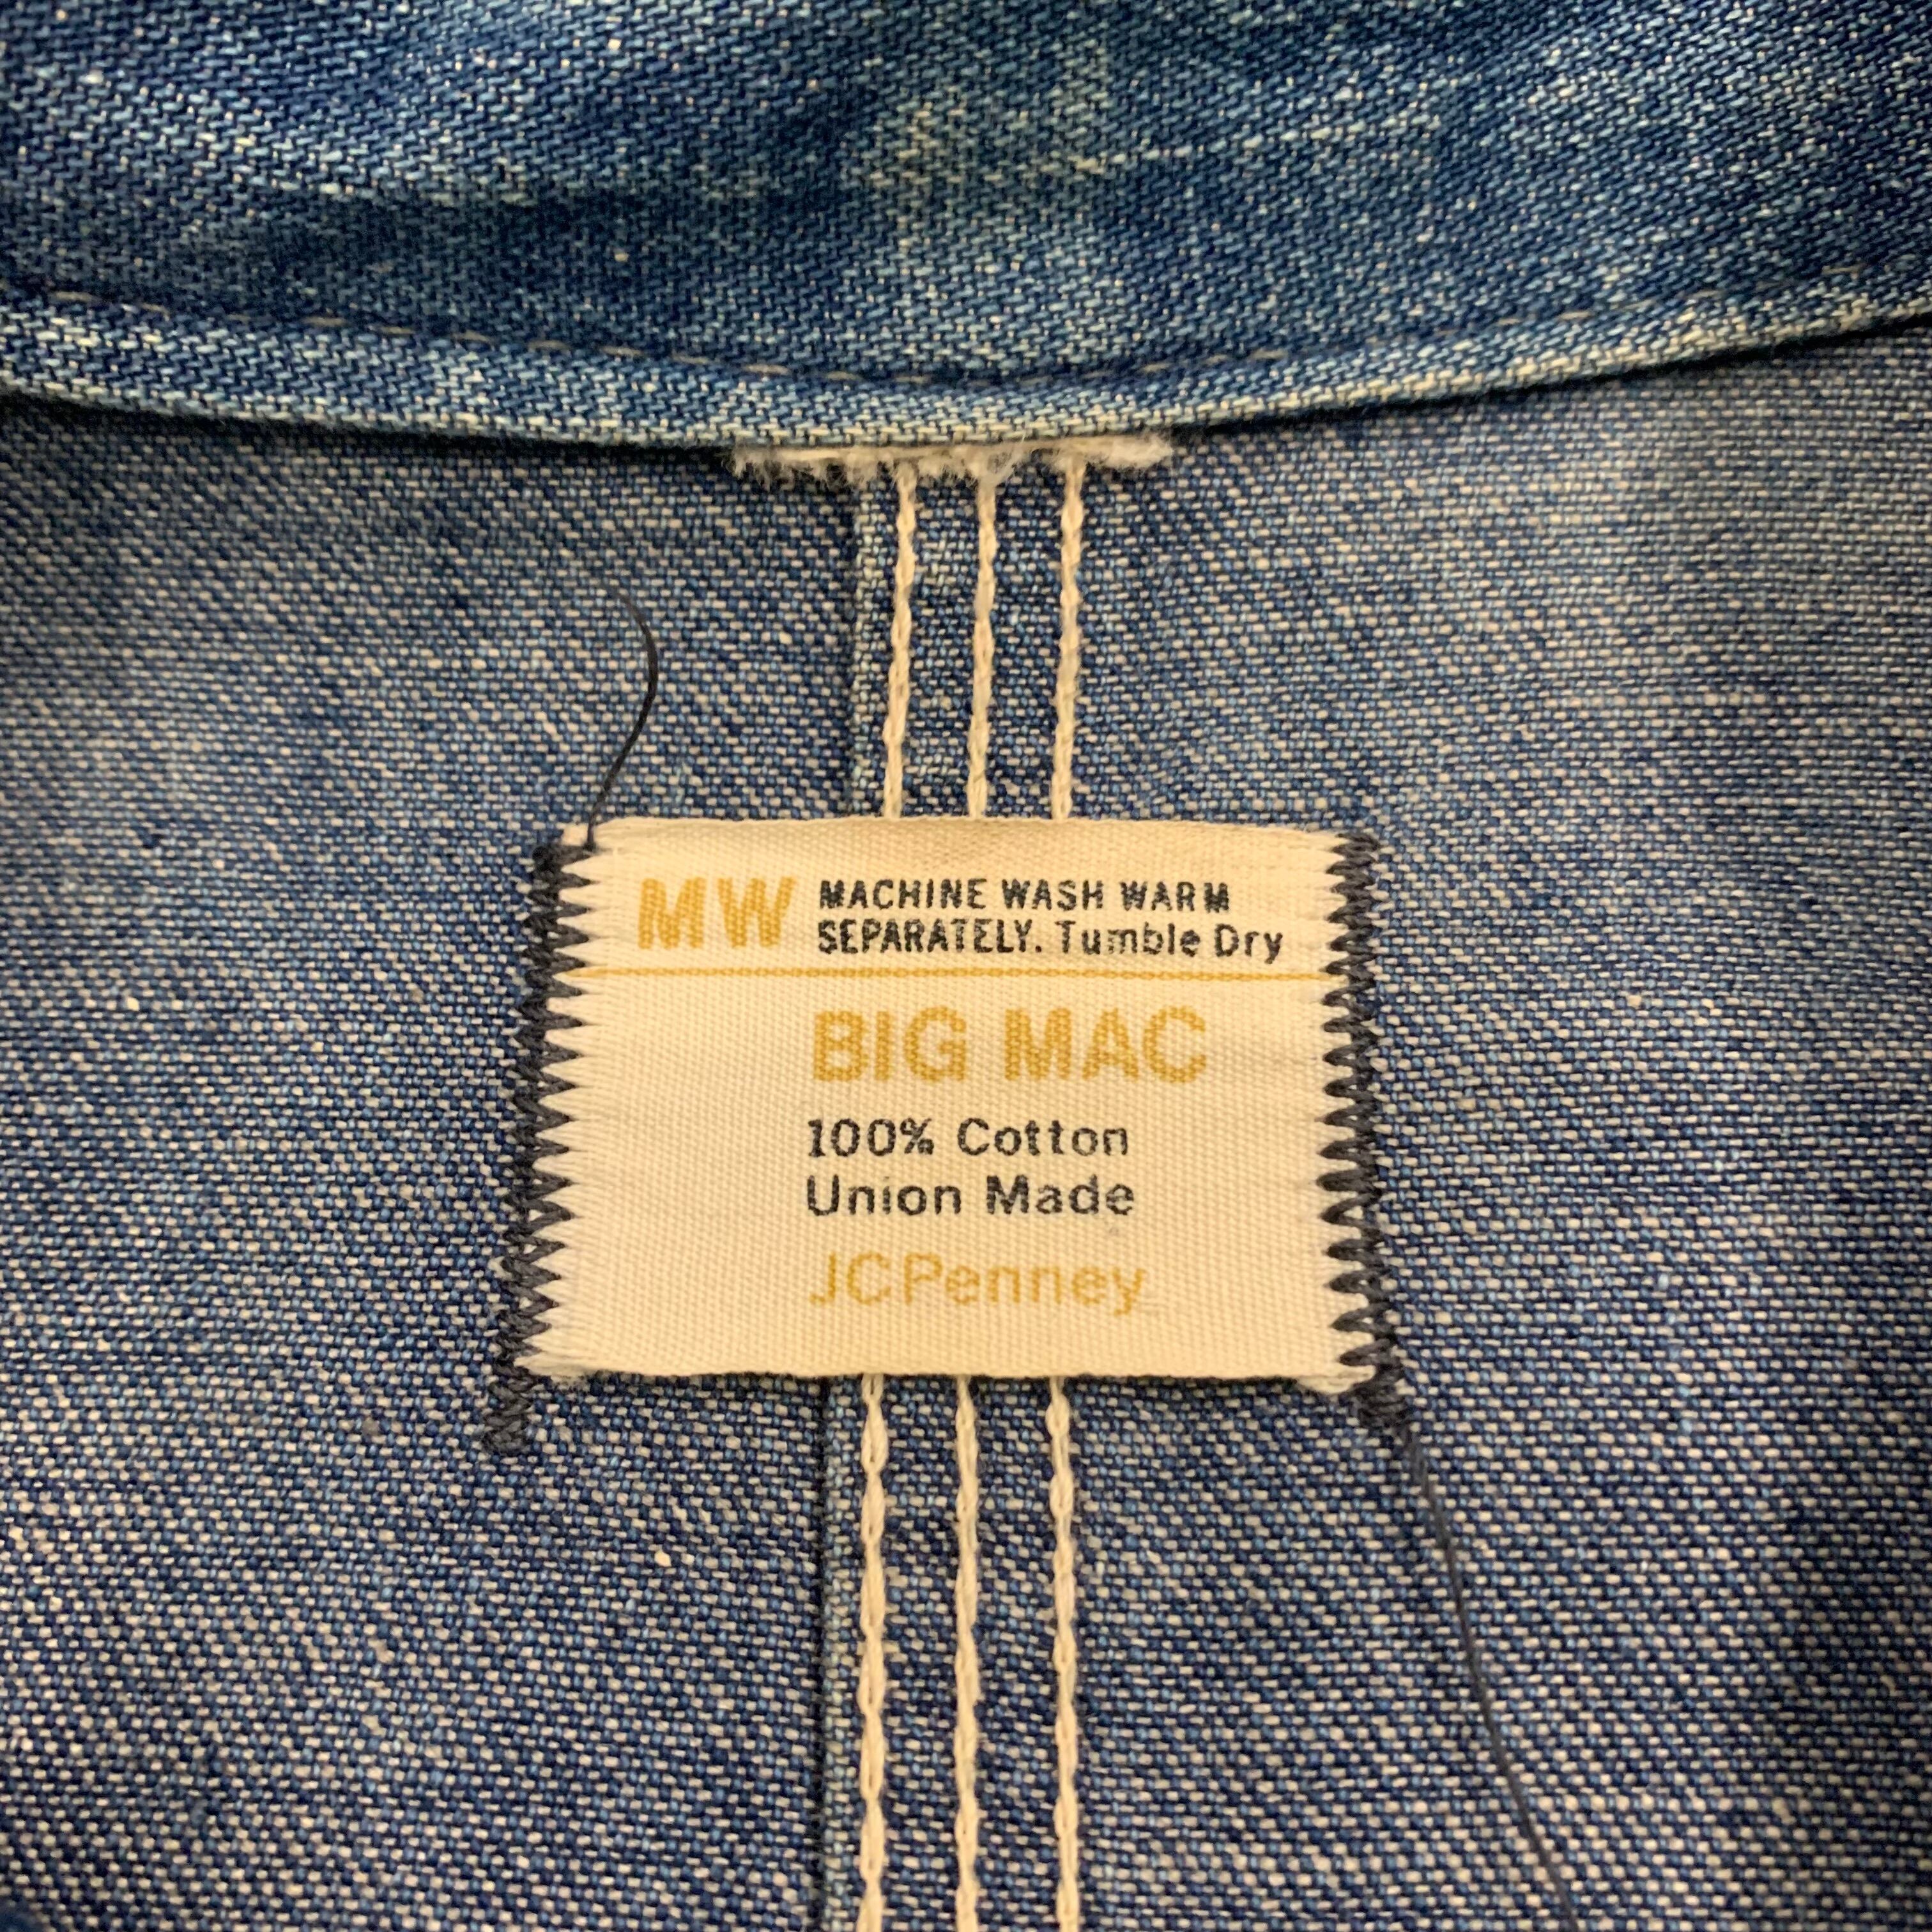 MW MACHINE WASH WARM
SEPARATELY. Tumble Dry
BIG MAC
100% Cotton
Union Made
JCPenney